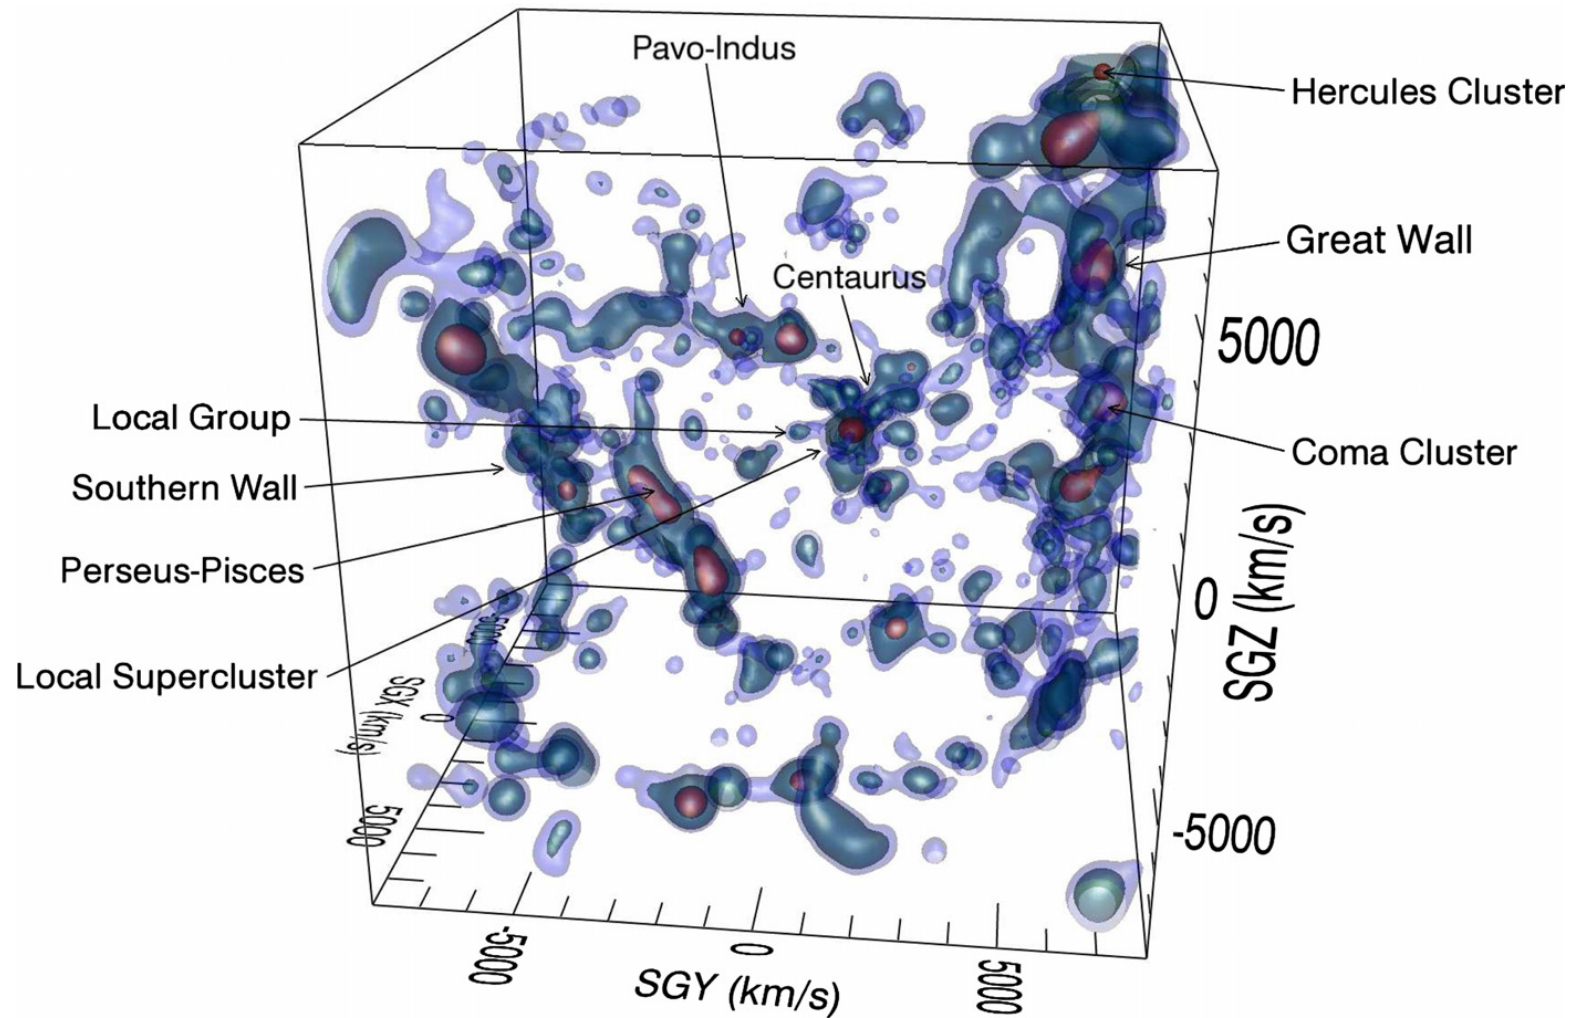 Pavo-Indus
Hercules Cluster
Great Wall
Centaurus
5000
Local Group
Coma Cluster
Southern Wall
Perseus-Pisces
0
SGZ (km/s)
Local Supercluster
-5000
SGX (km/s)
0
5000
-5000
-5000
0
5000
SGY (km/s)